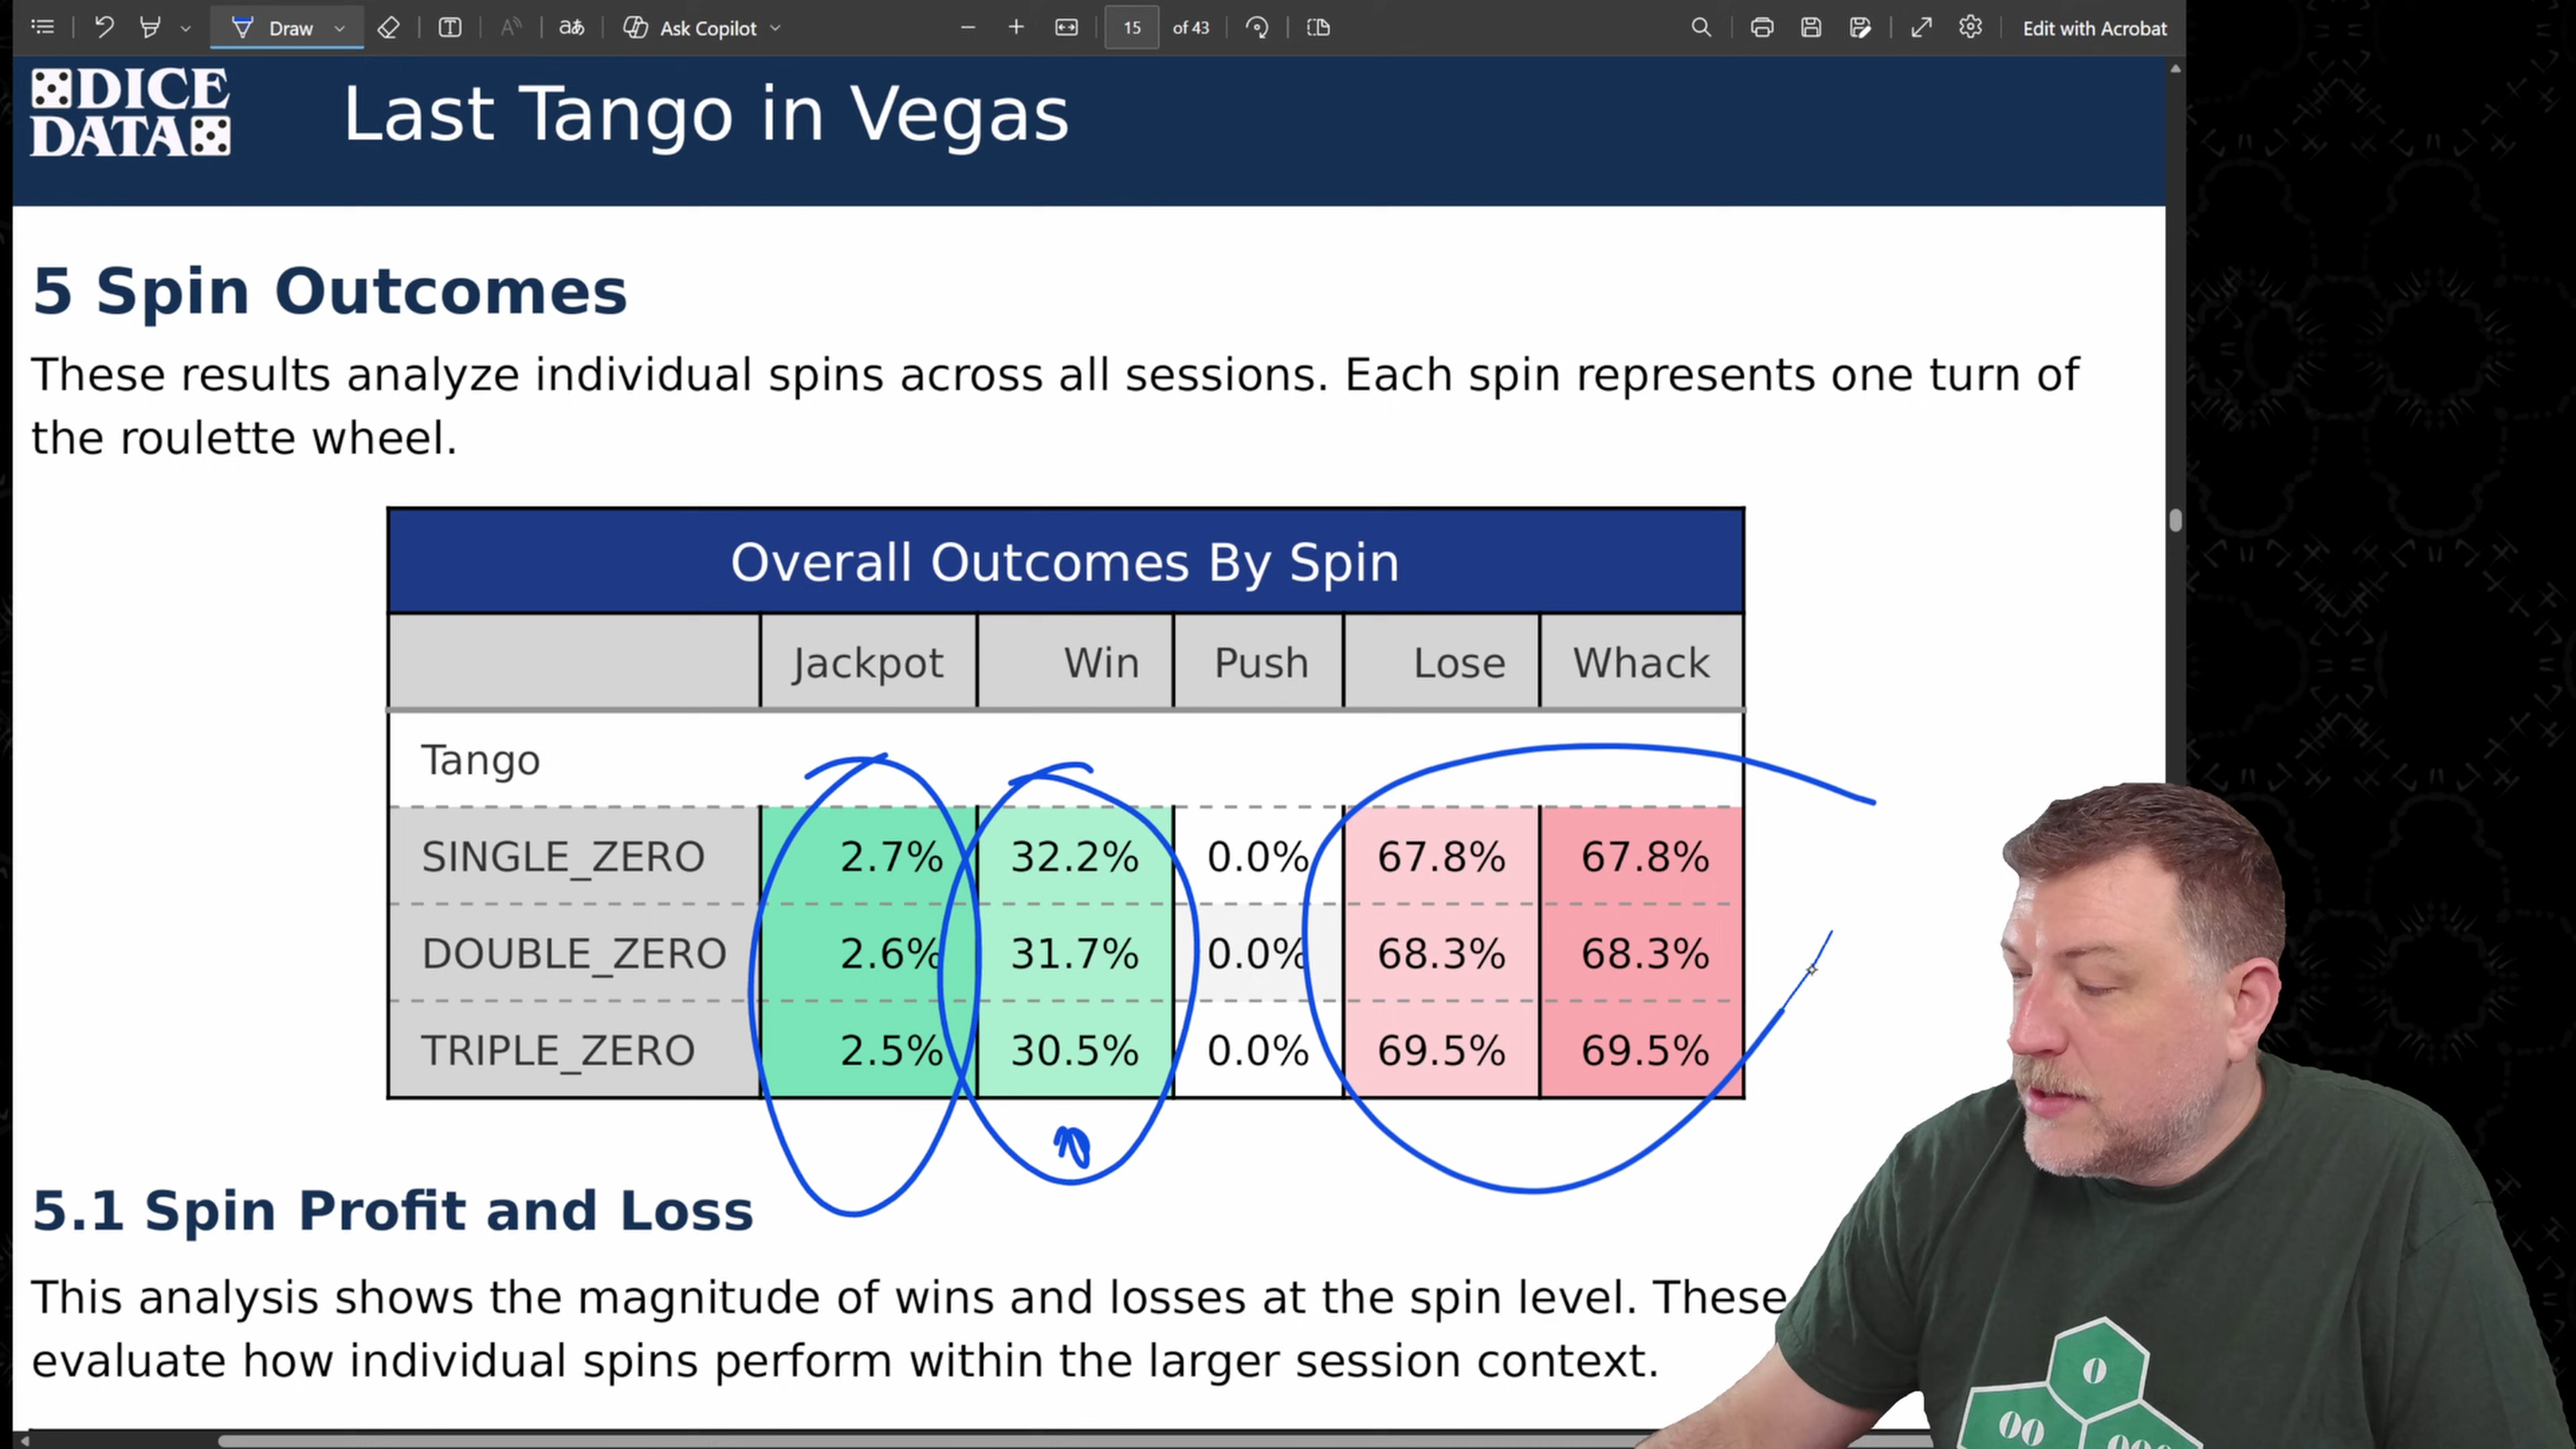 Draw
Ask Copilot
15 of 43
Edit with Acrobat
DICE
DATA
Last Tango in Vegas
5 Spin Outcomes
These results analyze individual spins across all sessions. Each spin represents one turn of
the roulette wheel.
Overall Outcomes By Spin
Jackpot Win Push Lose Whack
Tango
SINGLE_ZERO 2.7% 32.2% 0.0% 67.8% 67.8%
DOUBLE_ZERO 2.6% 31.7% 0.0% 68.3% 68.3%
TRIPLE_ZERO 2.5% 30.5% 0.0% 69.5% 69.5%
5.1 Spin Profit and Loss
This analysis shows the magnitude of wins and losses at the spin level. These
evaluate how individual spins perform within the larger session context.
0
00
000